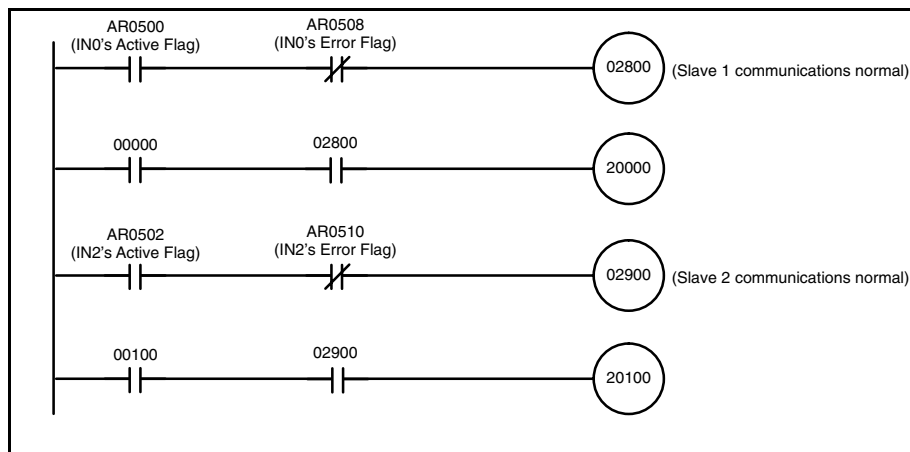 AR0500 AR0508
(IN0's Active Flag) (IN0's Error Flag)
02800 (Slave 1 communications normal)
00000 02800
20000
AR0502 AR0510
(IN2's Active Flag) (IN2's Error Flag)
02900 (Slave 2 communications normal)
00100 02900
20100